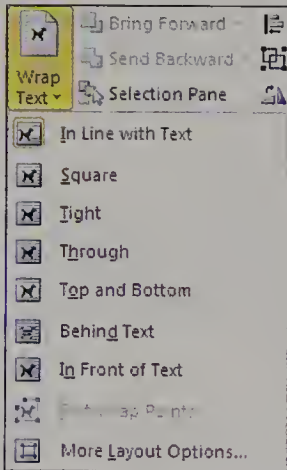 Wrap
Text
Bring Forward
Send Backward
Selection Pane
In Line with Text
Square
Tight
Through
Top and Bottom
Behind Text
In Front of Text
More Layout Options...